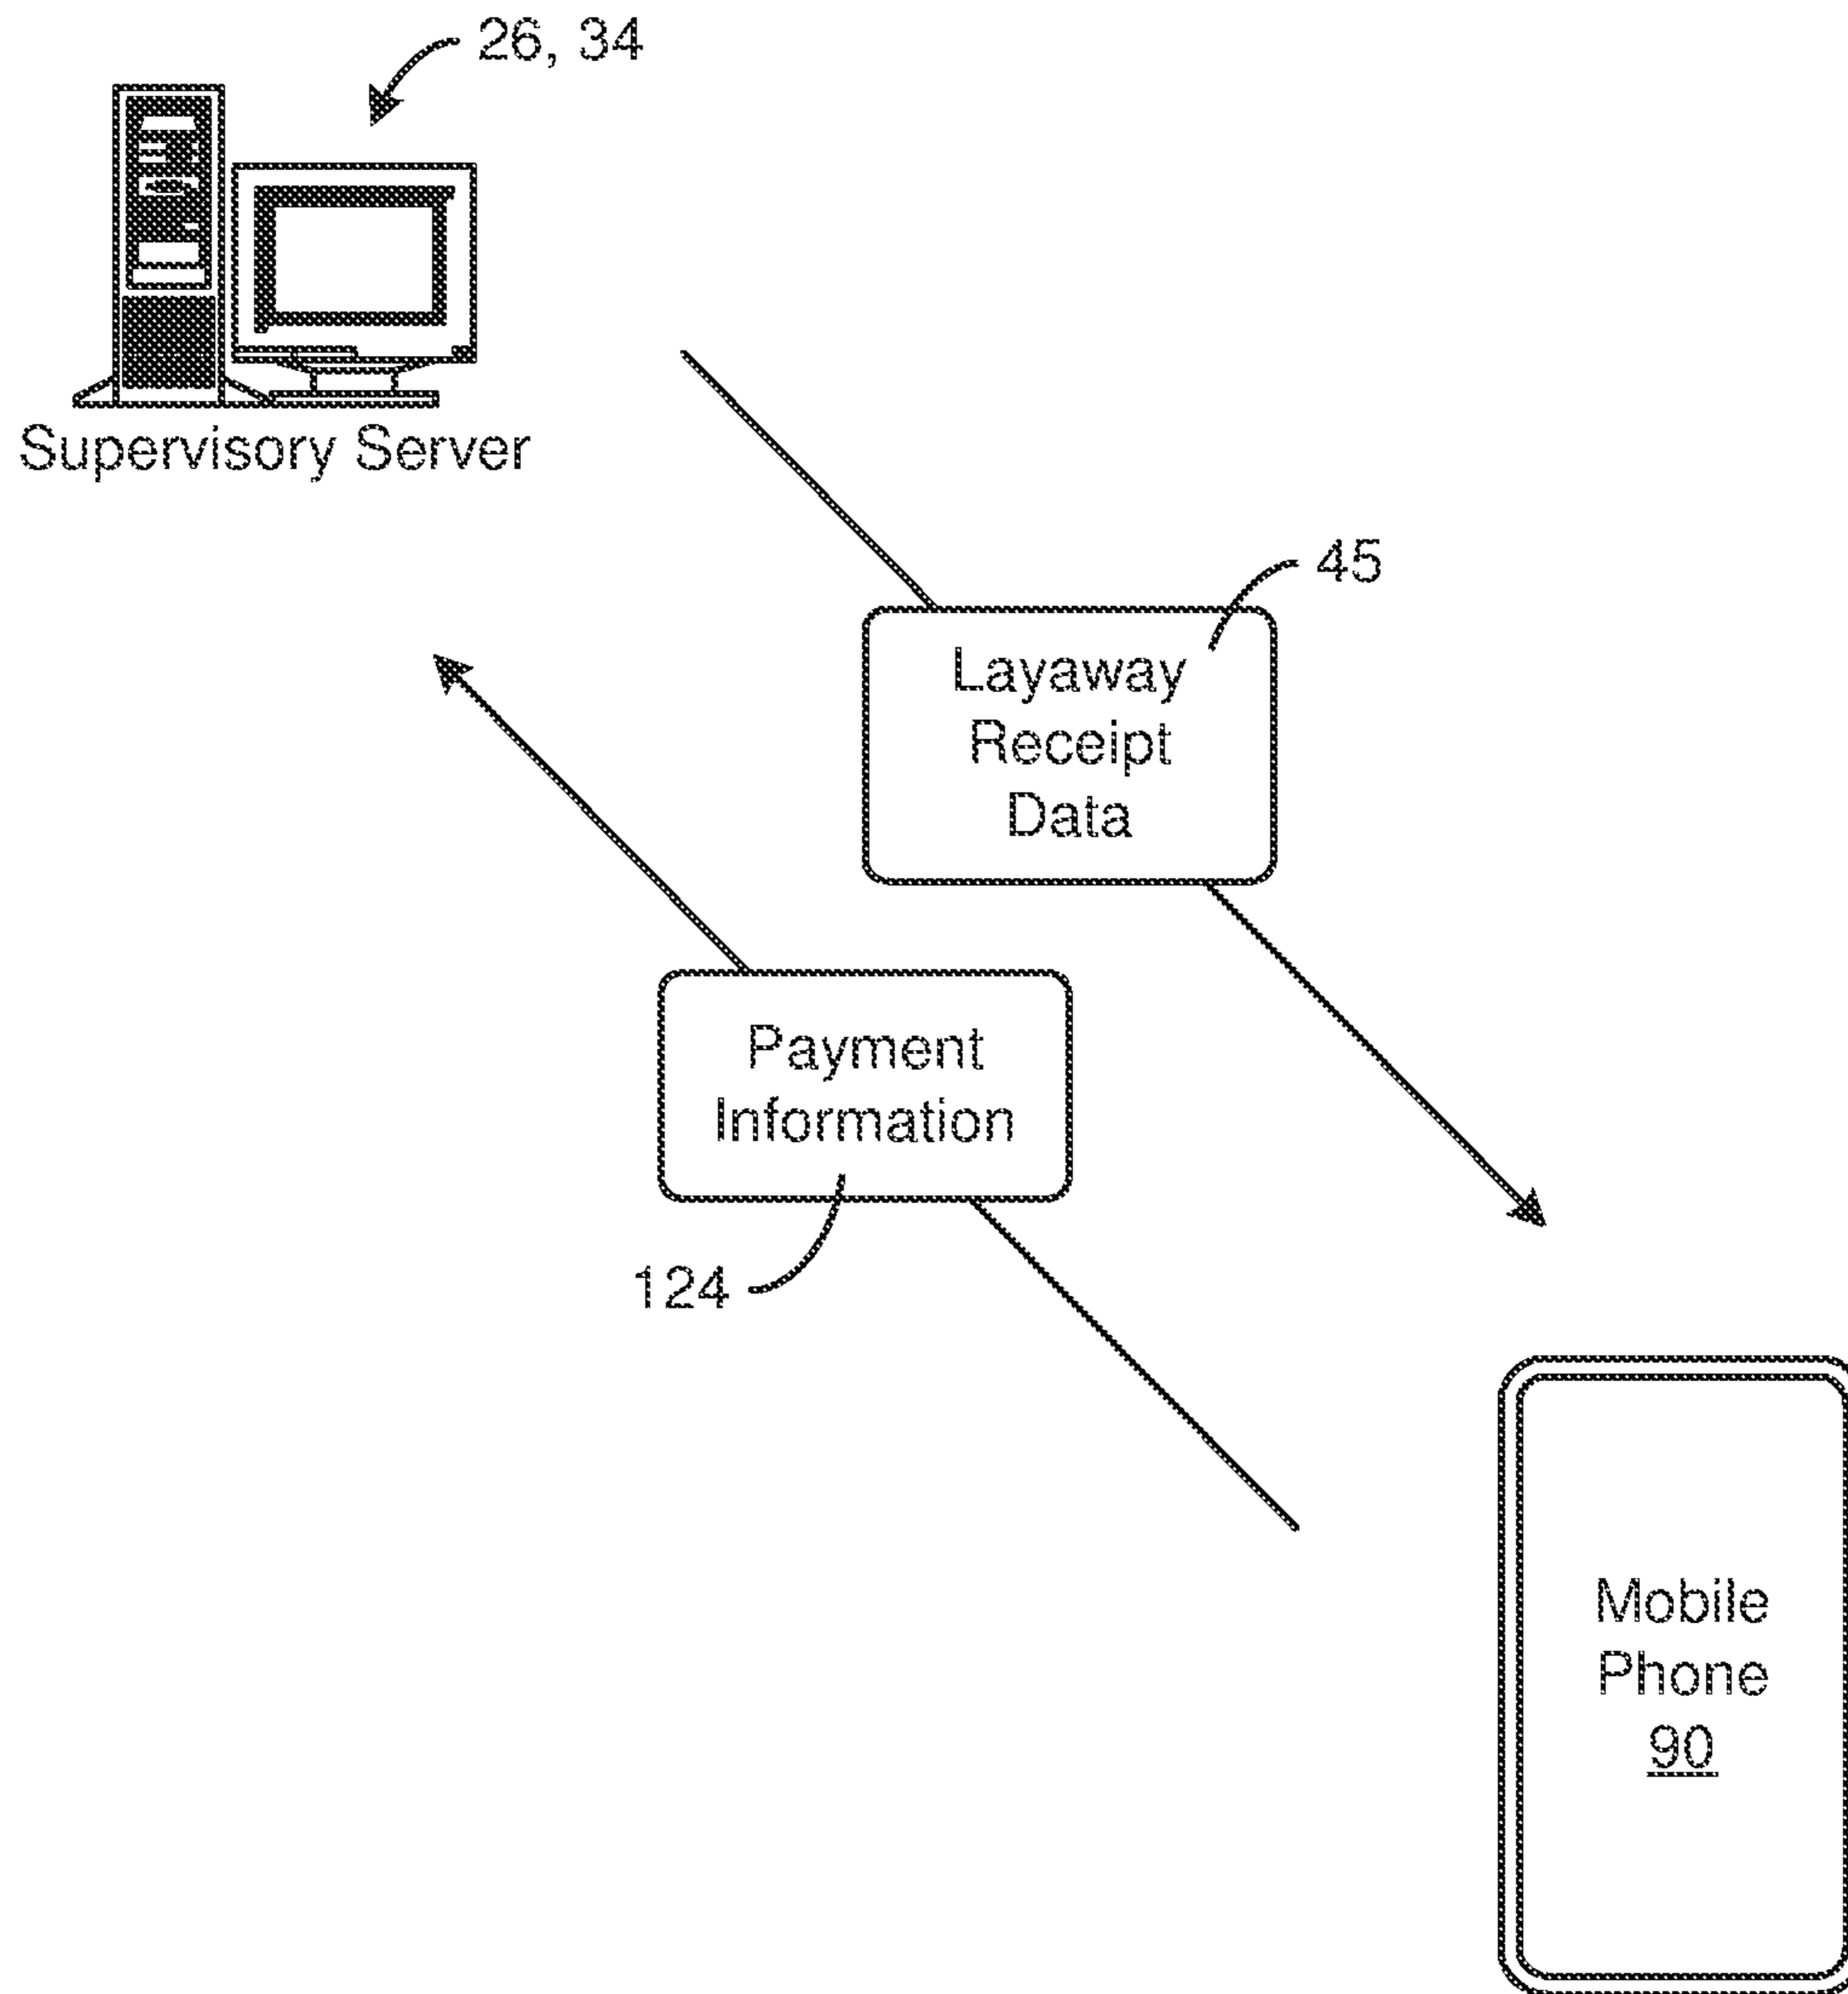 26, 34
Supervisory Server
45
Layaway
Receipt
Data
Payment
Information
124
Mobile
Phone
90